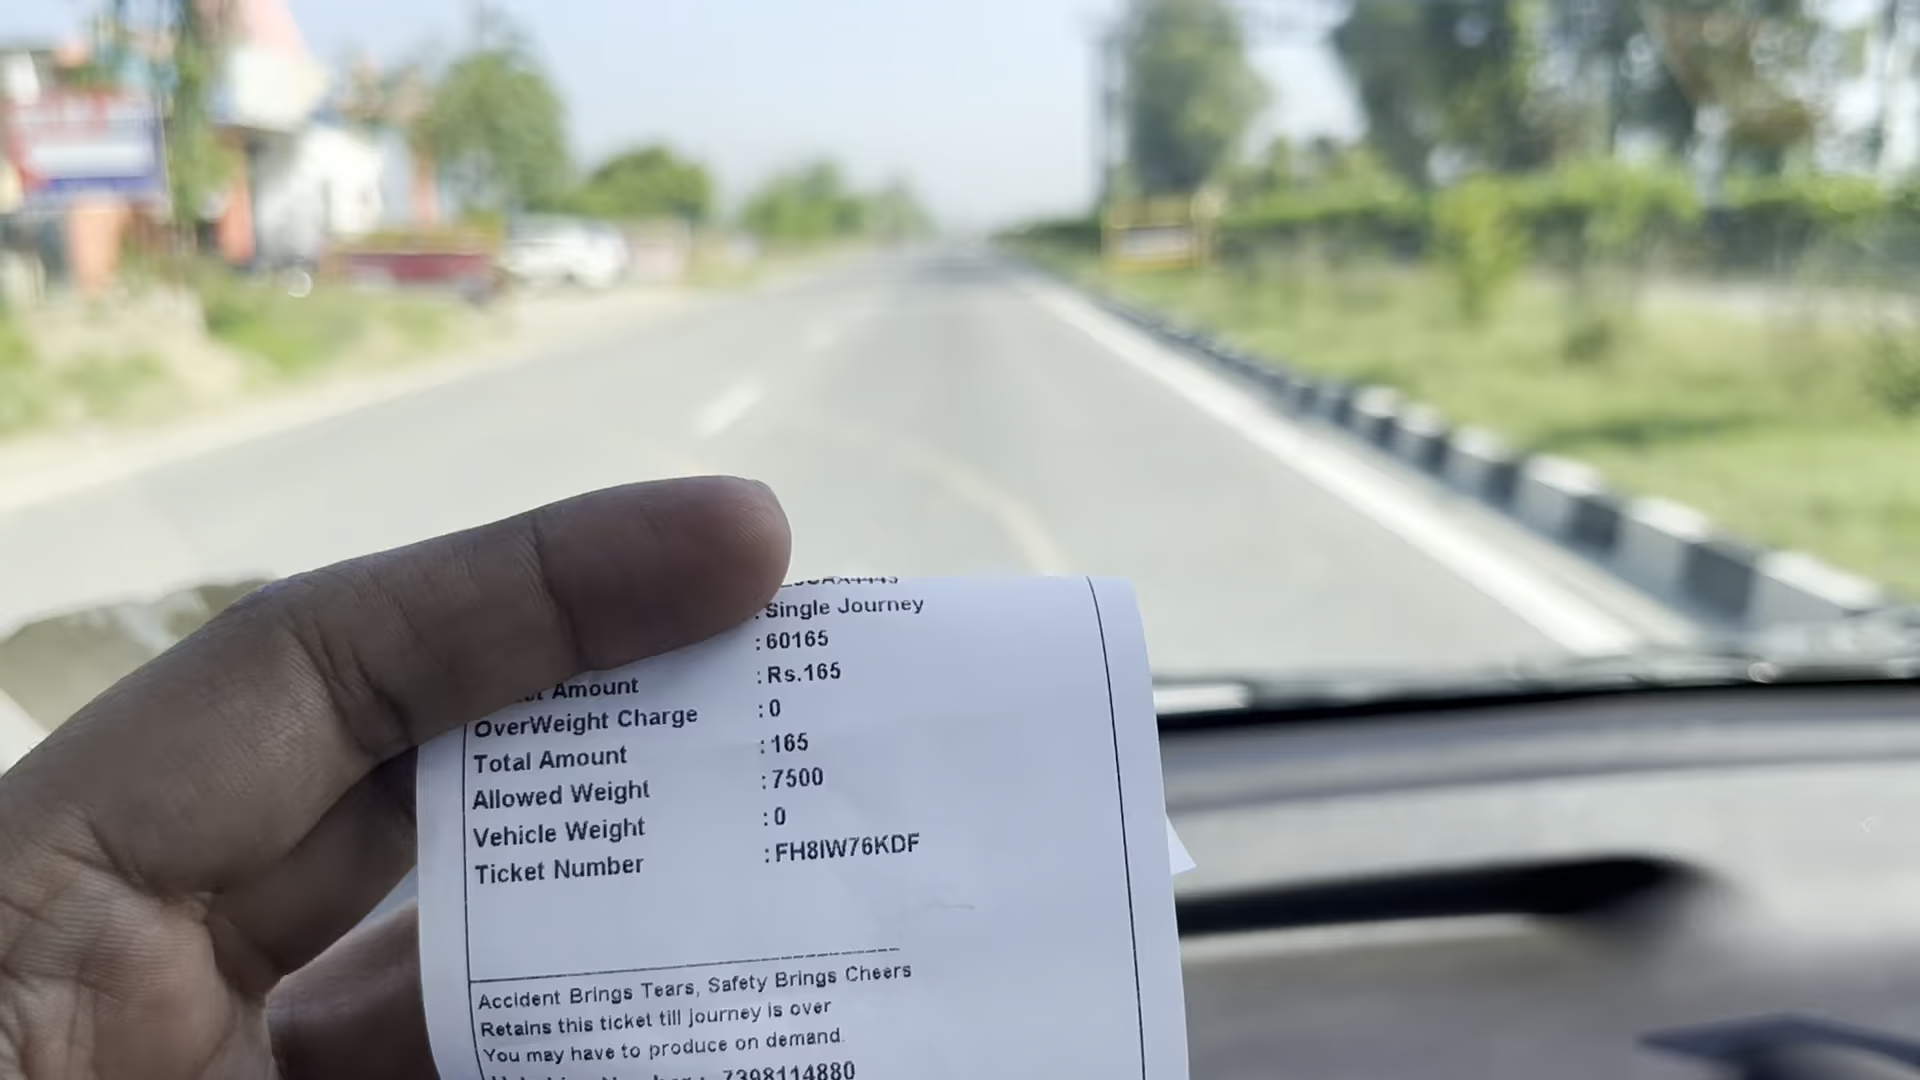 : Single Journey
: 60165
Amount : Rs.165
OverWeight Charge : 0
Total Amount : 165
Allowed Weight : 7500
Vehicle Weight : 0
Ticket Number : FH8IW76KDF
Accident Brings Tears, Safety Brings Cheers
Retains this ticket till journey is over
You may have to produce on demand.
: 7398114880